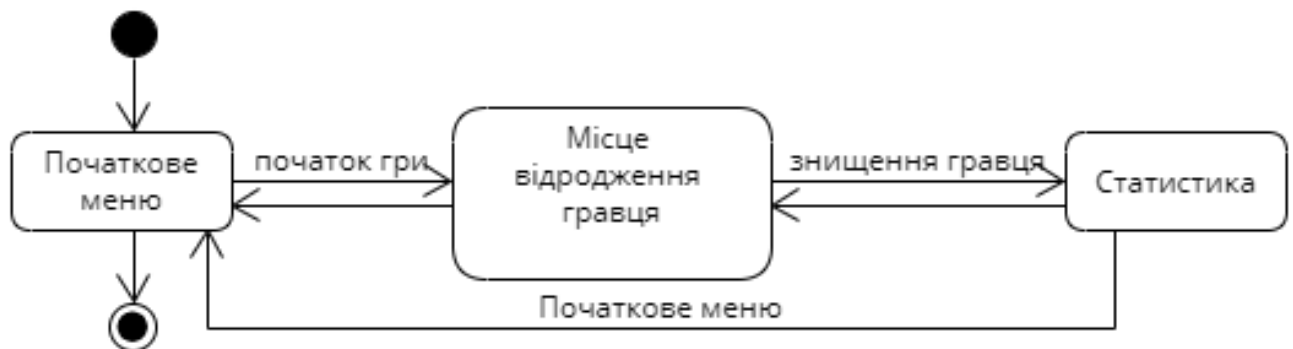 Початкове
меню
початок гри
Місце
відродження
гравця
знищення гравця
Статистика
Початкове меню